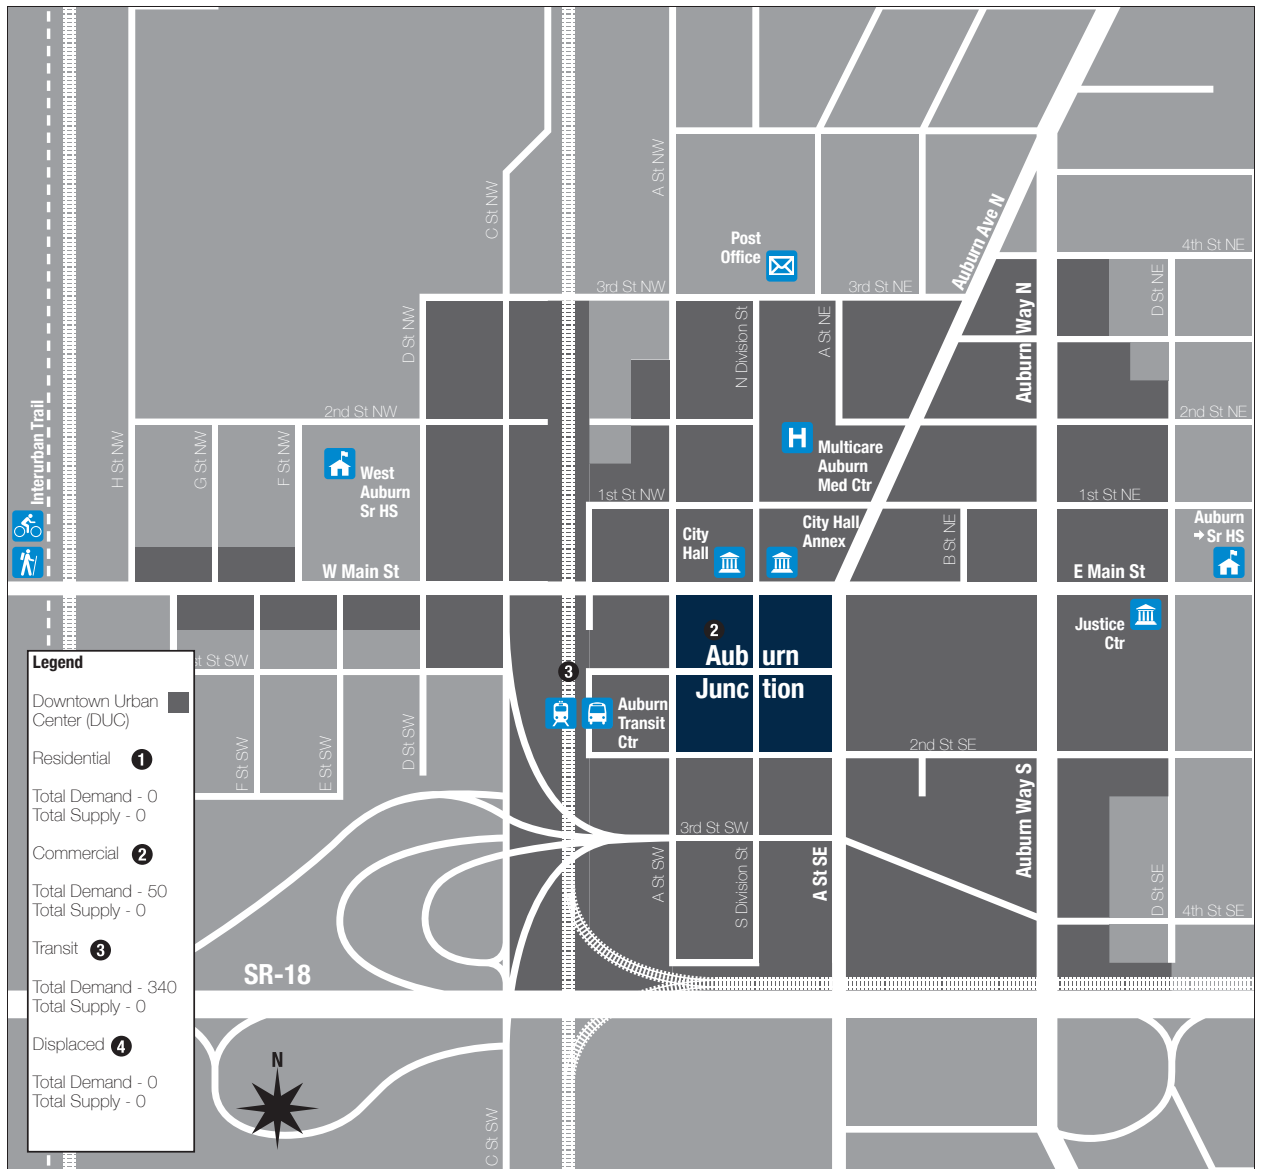 A St NW
C St NW
Auburn Ave N
Post
Office
4th St NE
3rd St NW
3rd St NE
D St NE
D St NW
N Division St
A St NE
Auburn Way N
Interurban Trail
2nd St NW
2nd St NE
H St NW
G St NW
F St NW
West
Auburn
Sr HS
H
Multicare
Auburn
Med Ctr
1st St NW
1st St NE
City
Hall
City Hall
Annex
B St NE
Auburn
Sr HS
W Main St
E Main St
Justice
Ctr
2
Auburn
Junction
3
Auburn
Transit
Ctr
st St SW
F St SW
E St SW
D St SW
2nd St SE
Auburn Way S
3rd St SW
A St SW
S Division St
A St SE
D St SE
4th St SE
SR-18
N
C St SW
Legend
Downtown Urban
Center (DUC)
Residential 1
Total Demand - 0
Total Supply - 0
Commercial 2
Total Demand - 50
Total Supply - 0
Transit 3
Total Demand - 340
Total Supply - 0
Displaced 4
Total Demand - 0
Total Supply - 0